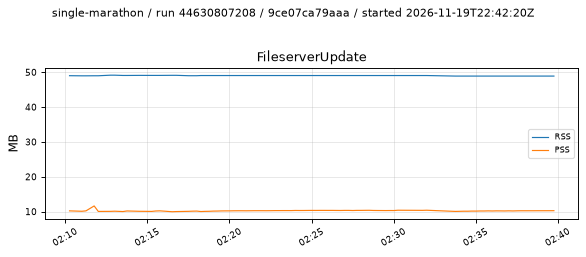 single-marathon / run 44630807208 / 9ce07ca79aaa / started 2026-11-19T22:42:20Z
FileserverUpdate
50
40
30
20
10
MB
RSS
PSS
02:10
02:15
02:20
02:25
02:30
02:35
02:40